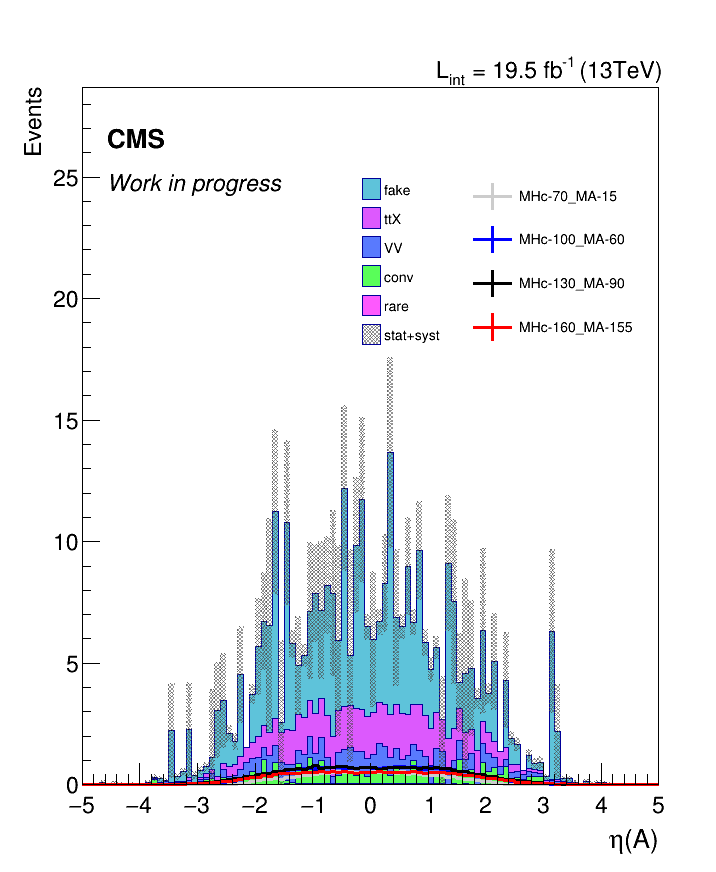 L_int = 19.5 fb^-1 (13TeV)
Events
CMS
Work in progress
fake
ttX
VV
conv
rare
stat+syst
MHc-70_MA-15
MHc-100_MA-60
MHc-130_MA-90
MHc-160_MA-155
25
20
15
10
5
0
−5 −4 −3 −2 −1 0 1 2 3 4 5
η(A)